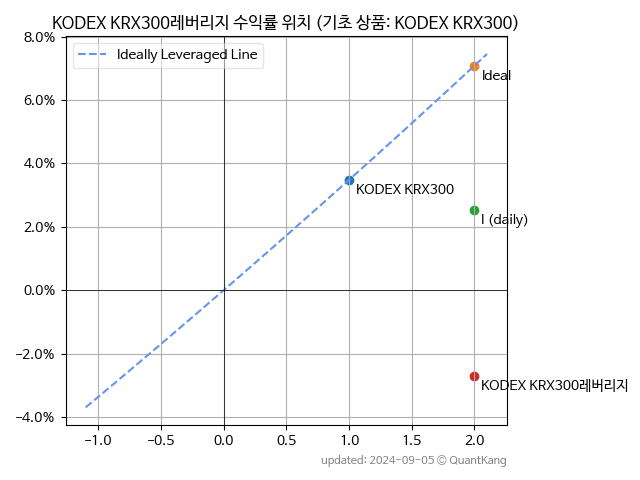 KODEX KRX300레버리지 수익률 위치 (기초 상품: KODEX KRX300)
8.0%
Ideally Leveraged Line
Ideal
6.0%
4.0%
KODEX KRX300
I (daily)
2.0%
0.0%
−2.0%
KODEX KRX300레버리지
−4.0%
−1.0 −0.5 0.0 0.5 1.0 1.5 2.0
updated: 2024-09-05 © QuantKang